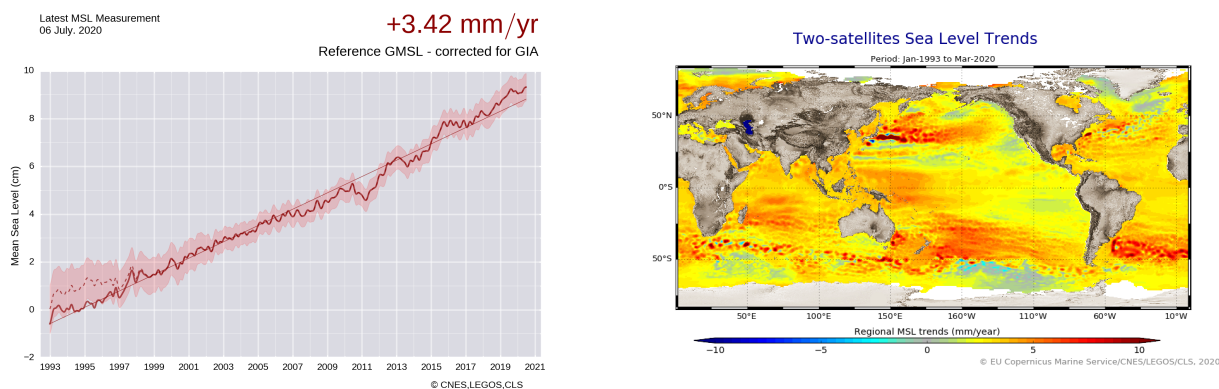 Latest MSL Measurement
06 July. 2020
+3.42 mm/yr
Reference GMSL - corrected for GIA
10
8
6
4
2
0
−2
Mean Sea Level (cm)
1993 1995 1997 1999 2001 2003 2005 2007 2009 2011 2013 2015 2017 2019 2021
© CNES,LEGOS,CLS
Two-satellites Sea Level Trends
Period: Jan-1993 to Mar-2020
50°N
0°S
50°S
50°E 100°E 150°E 160°W 110°W 60°W 10°W
Regional MSL trends (mm/year)
−10 −5 0 5 10
© EU Copernicus Marine Service/CNES/LEGOS/CLS, 2020